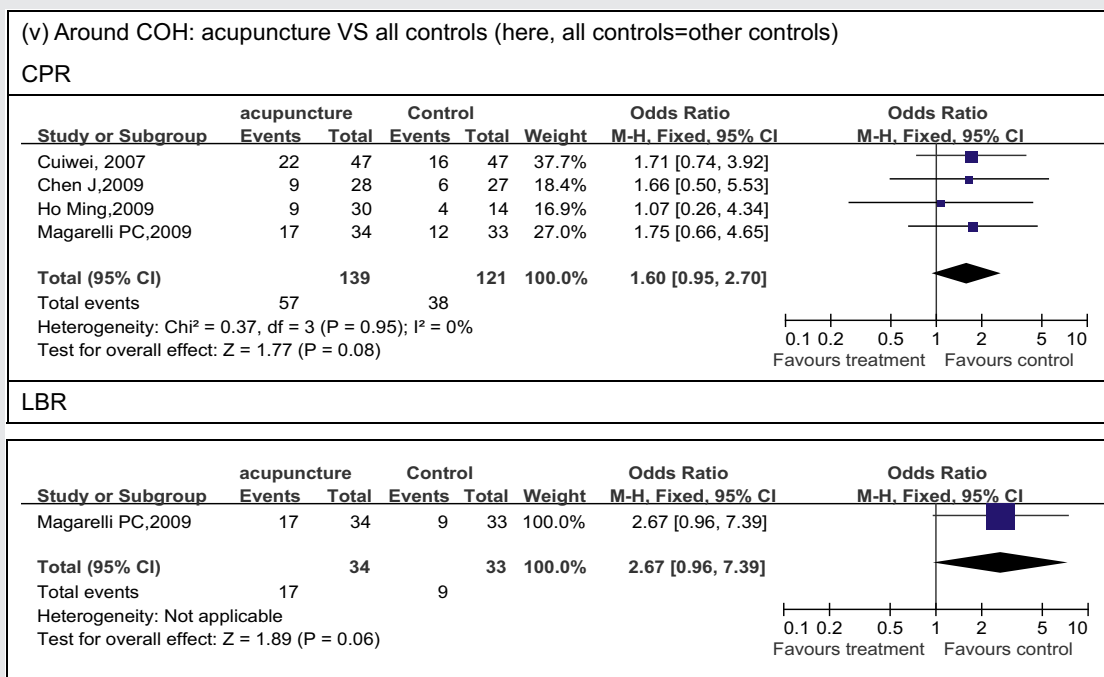 (v) Around COH: acupuncture VS all controls (here, all controls=other controls)
CPR
acupuncture Control Odds Ratio Odds Ratio
Study or Subgroup Events Total Events Total Weight M-H, Fixed, 95% CI M-H, Fixed, 95% CI
Cuiwei, 2007 22 47 16 47 37.7% 1.71 [0.74, 3.92]
Chen J,2009 9 28 6 27 18.4% 1.66 [0.50, 5.53]
Ho Ming,2009 9 30 4 14 16.9% 1.07 [0.26, 4.34]
Magarelli PC,2009 17 34 12 33 27.0% 1.75 [0.66, 4.65]
Total (95% CI) 139 121 100.0% 1.60 [0.95, 2.70]
Total events 57 38
Heterogeneity: Chi² = 0.37, df = 3 (P = 0.95); I² = 0%
Test for overall effect: Z = 1.77 (P = 0.08)
0.1 0.2 0.5 1 2 5 10
Favours treatment Favours control
LBR
acupuncture Control Odds Ratio Odds Ratio
Study or Subgroup Events Total Events Total Weight M-H, Fixed, 95% CI M-H, Fixed, 95% CI
Magarelli PC,2009 17 34 9 33 100.0% 2.67 [0.96, 7.39]
Total (95% CI) 34 33 100.0% 2.67 [0.96, 7.39]
Total events 17 9
Heterogeneity: Not applicable
Test for overall effect: Z = 1.89 (P = 0.06)
0.1 0.2 0.5 1 2 5 10
Favours treatment Favours control